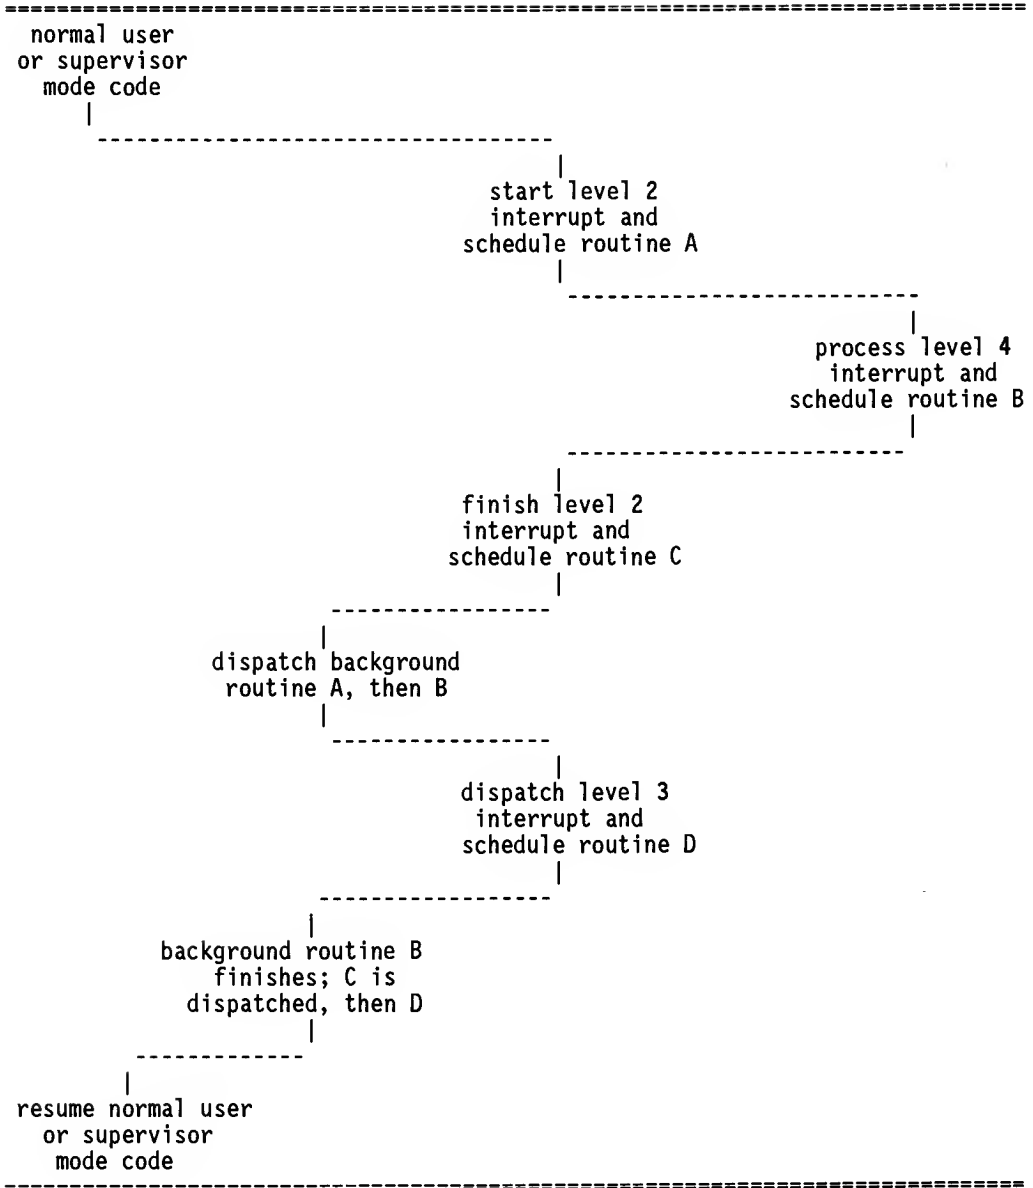 normal user
or supervisor
mode code
start level 2
interrupt and
schedule routine A
process level 4
interrupt and
schedule routine B
finish level 2
interrupt and
schedule routine C
dispatch background
routine A, then B
dispatch level 3
interrupt and
schedule routine D
background routine B
finishes; C is
dispatched, then D
resume normal user
or supervisor
mode code